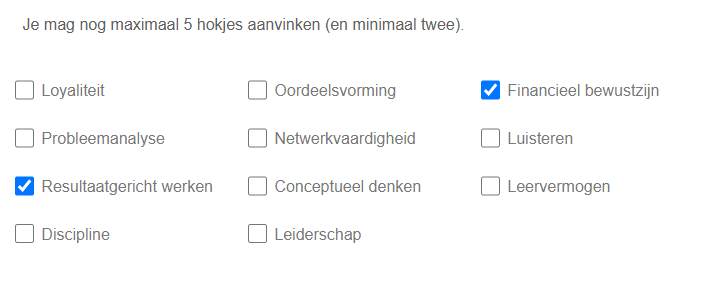 Je mag nog maximaal 5 hokjes aanvinken (en minimaal twee).
Loyaliteit Oordeelsvorming Financieel bewustzijn
Probleemanalyse Netwerkvaardigheid Luisteren
Resultaatgericht werken Conceptueel denken Leervermogen
Discipline Leiderschap